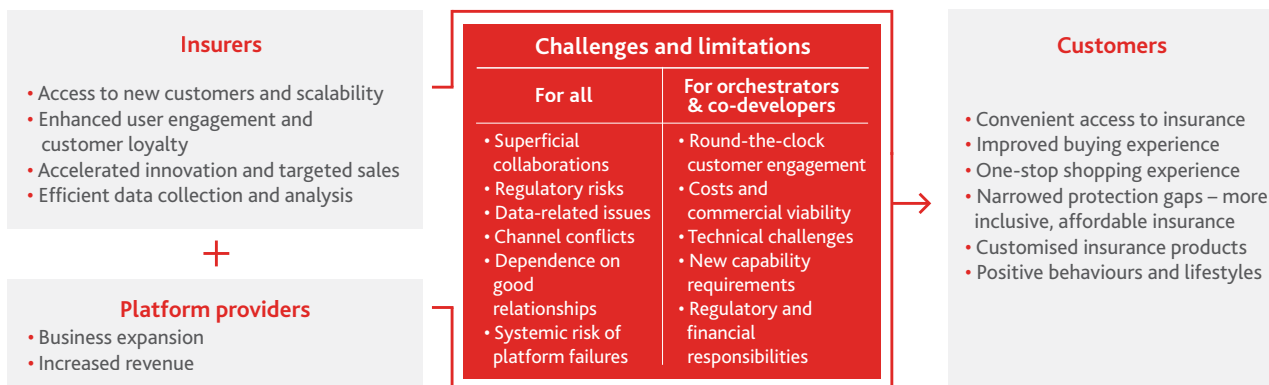 Insurers
• Access to new customers and scalability
• Enhanced user engagement and
customer loyalty
• Accelerated innovation and targeted sales
• Efficient data collection and analysis
+
Platform providers
• Business expansion
• Increased revenue
Challenges and limitations
For all
• Superficial
collaborations
• Regulatory risks
• Data-related issues
• Channel conflicts
• Dependence on
good
relationships
• Systemic risk of
platform failures
For orchestrators
& co-developers
• Round-the-clock
customer engagement
• Costs and
commercial viability
• Technical challenges
• New capability
requirements
• Regulatory and
financial
responsibilities
Customers
• Convenient access to insurance
• Improved buying experience
• One-stop shopping experience
• Narrowed protection gaps – more
inclusive, affordable insurance
• Customised insurance products
• Positive behaviours and lifestyles